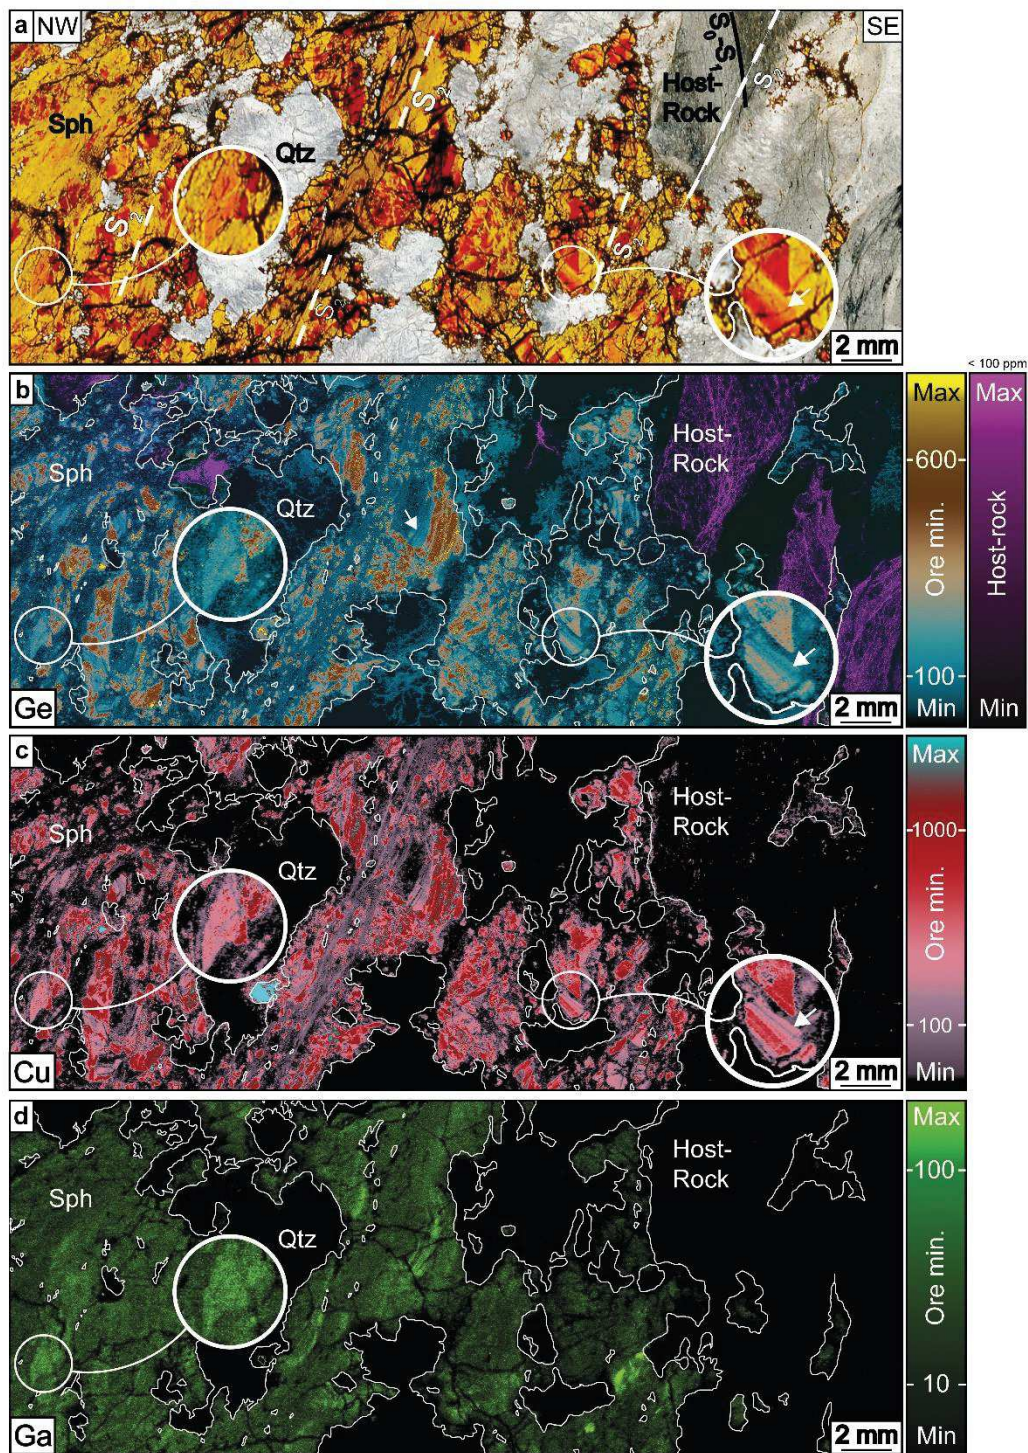 a NW
SE
Sph
Qtz
Host-
Rock
S0-S1
S2
S2
S2
S2
S2
2 mm
< 100 ppm
b
Sph
Qtz
Host-
Rock
Ge
2 mm
Max
600
Ore min.
100
Min
Max
Host-rock
Min
c
Sph
Qtz
Host-
Rock
Cu
2 mm
Max
1000
Ore min.
100
Min
d
Sph
Qtz
Host-
Rock
Ga
2 mm
Max
100
Ore min.
10
Min